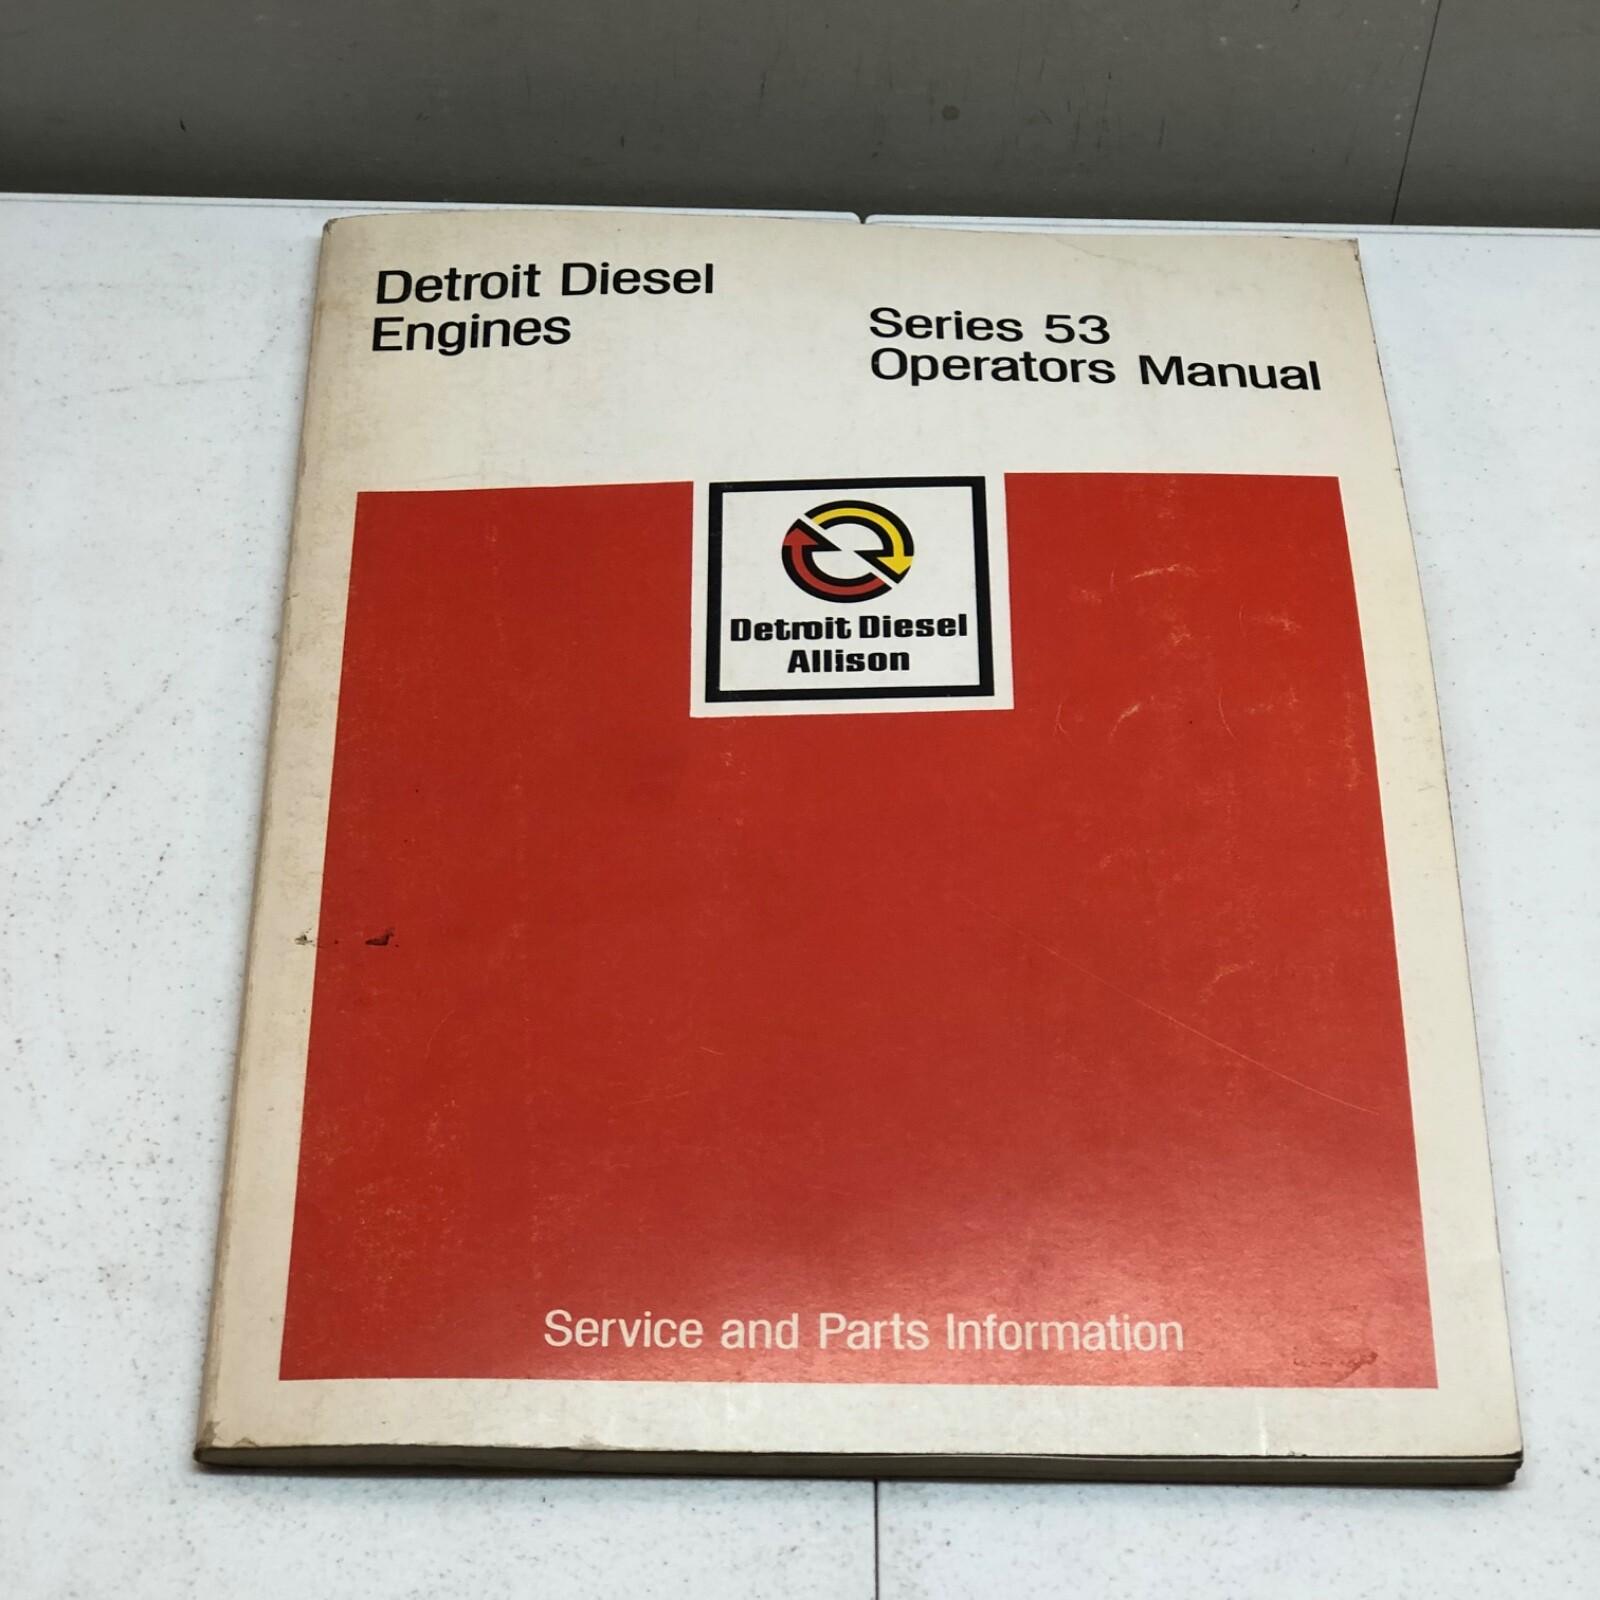 Detroit Diesel
Engines
Series 53
Operators Manual
Detroit Diesel
Allison
Service and Parts Information